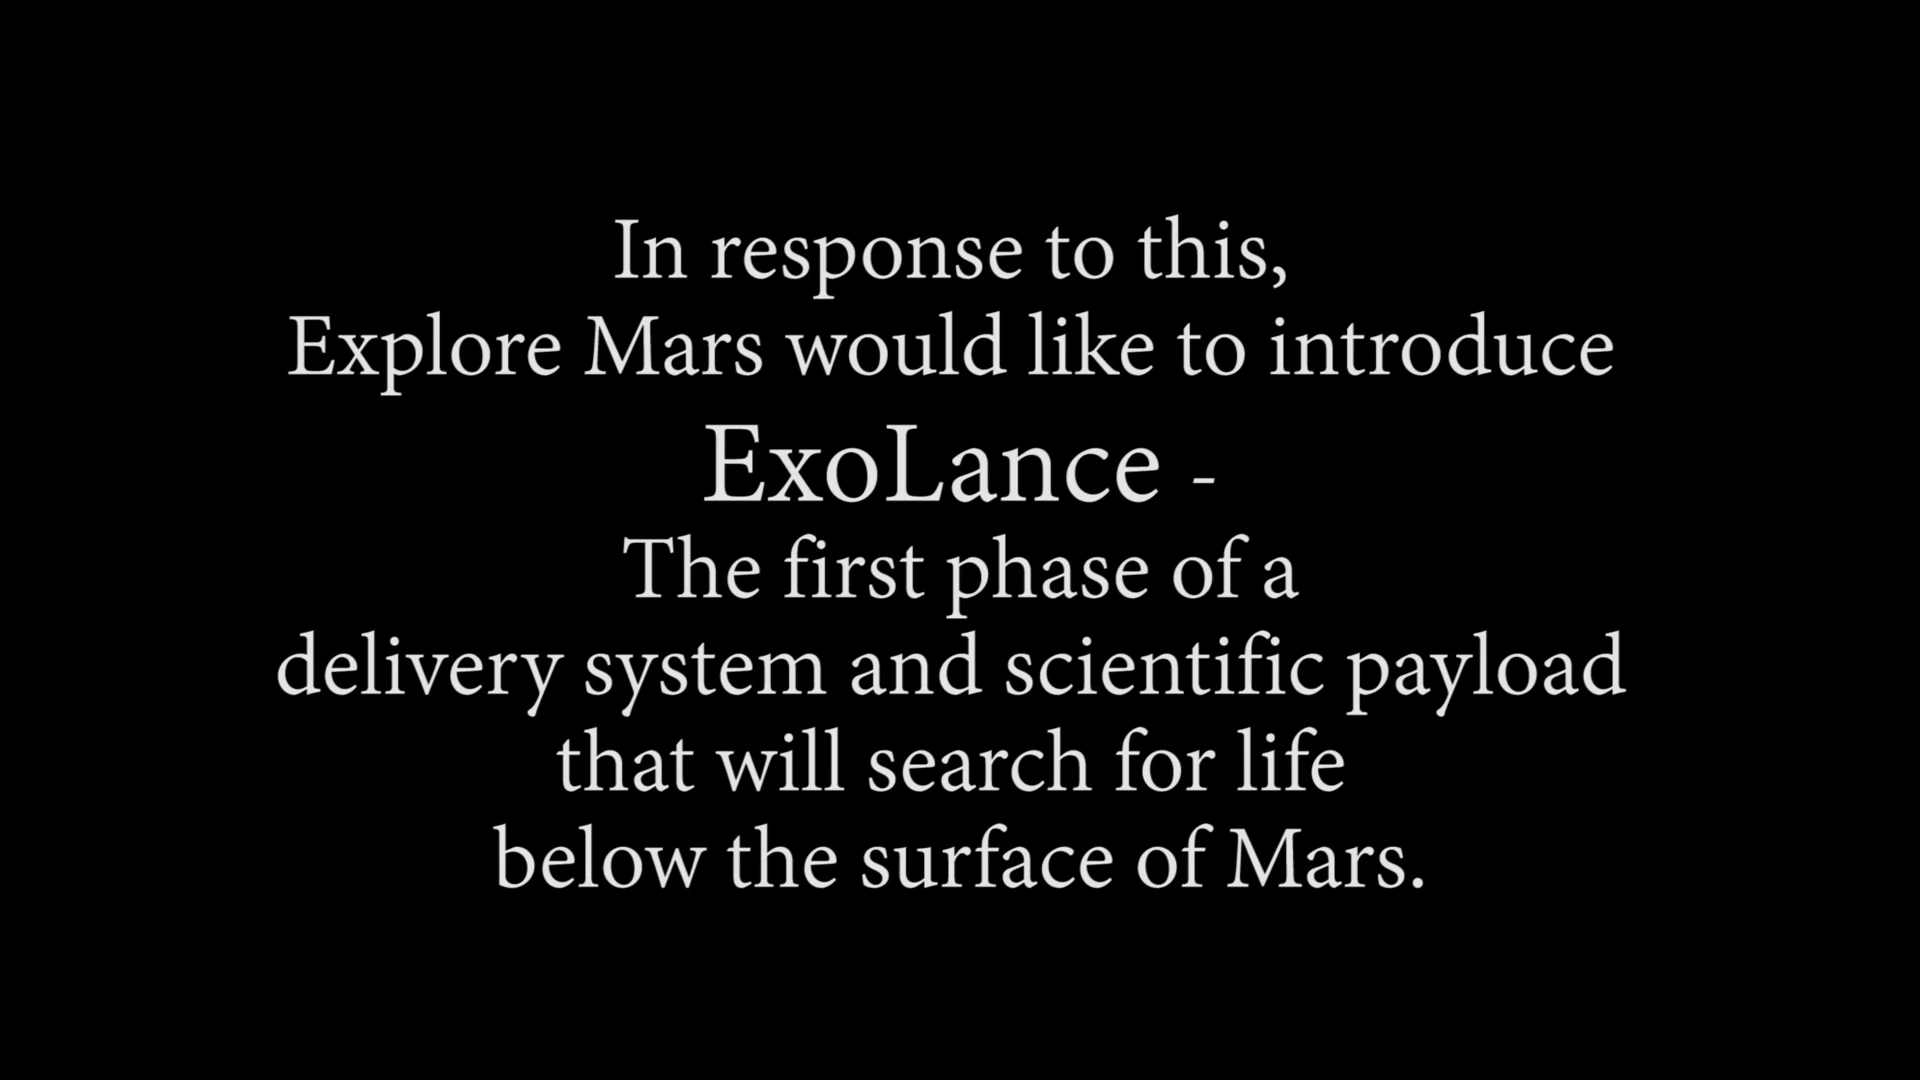 In response to this,
Explore Mars would like to introduce
ExoLance -
The first phase of a
delivery system and scientific payload
that will search for life
below the surface of Mars.